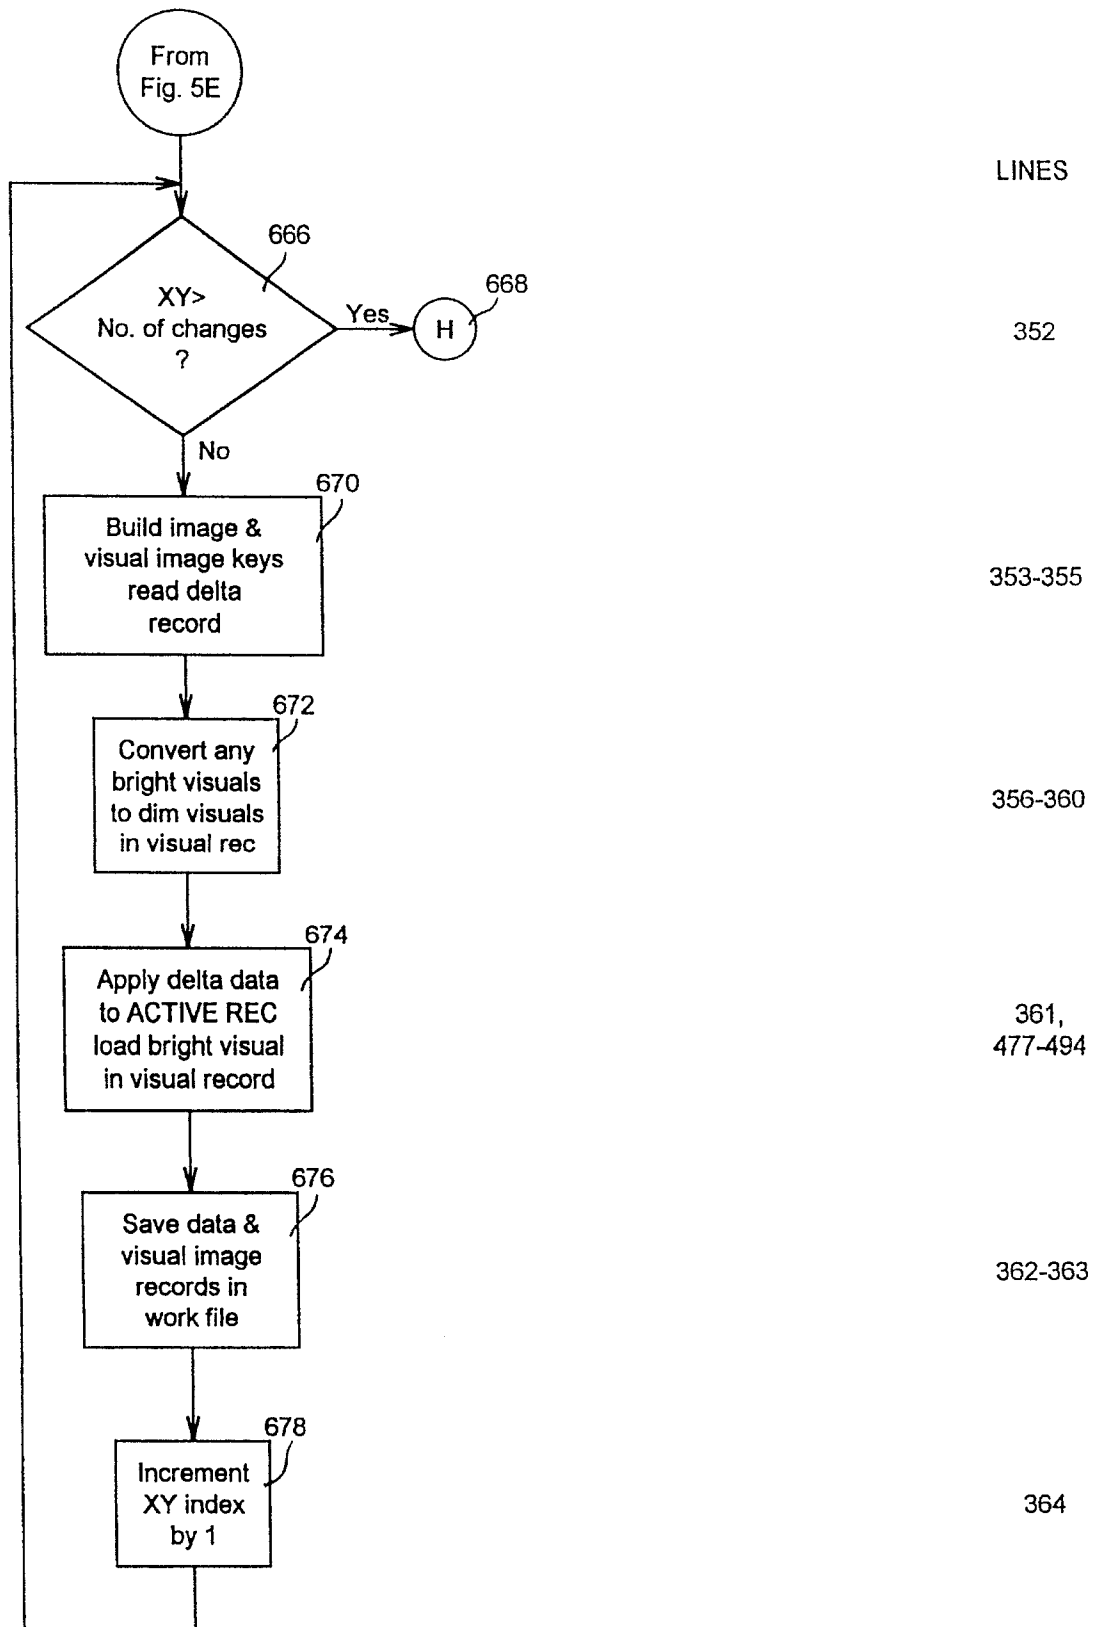 From
Fig. 5E
LINES
666
XY>
No. of changes
?
Yes
668
H
352
No
670
Build image &
visual image keys
read delta
record
353-355
672
Convert any
bright visuals
to dim visuals
in visual rec
356-360
674
Apply delta data
to ACTIVE REC
load bright visual
in visual record
361,
477-494
676
Save data &
visual image
records in
work file
362-363
678
Increment
XY index
by 1
364